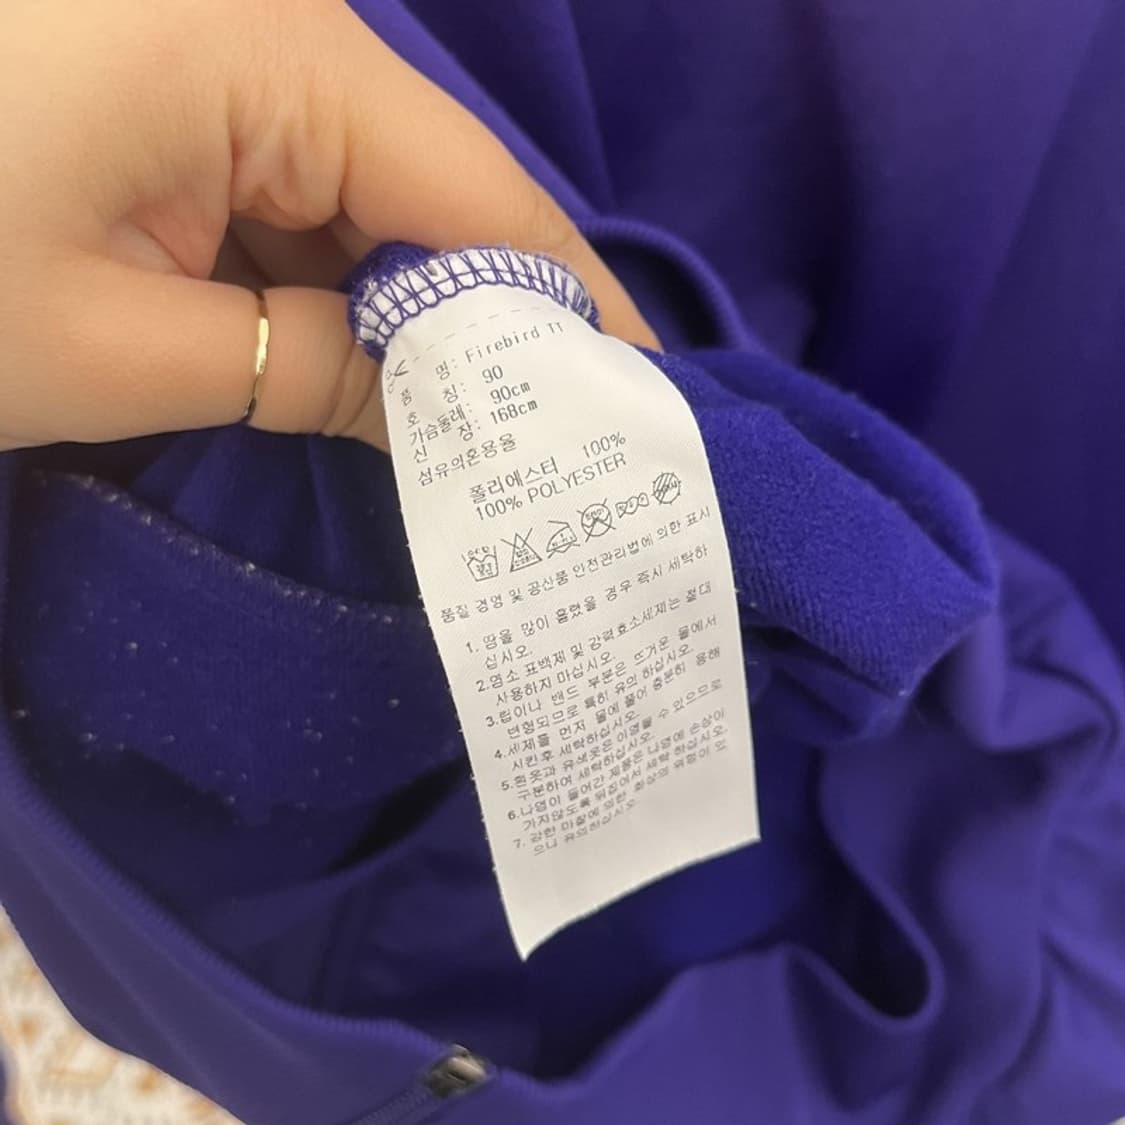 품 명: Firebird TT
호 칭: 90
가슴둘레: 90cm
신 장: 168cm
섬유의혼용율
폴리에스터 100%
100% POLYESTER
품질 경영 및 공산품 안전관리법에 의한 표시
1. 땀을 많이 흘렸을 경우 즉시 세탁하
십시오.
2.염소 표백제 및 강력효소세제는 절대
사용하지 마십시오.
3.립이나 밴드 부분은 뜨거운 물에서
변형되므로 특히 유의 하십시오.
4.세제를 먼저 물에 풀어 충분히 용해
시킨후 세탁하십시오.
5.흰옷과 유색옷은 이염될 수 있으므로
구분하여 세탁하십시오.
6.나염이 들어간 제품은 나염에 손상이
가지않도록 뒤집어서 세탁 하십시오.
7. 강한 마찰에 의한 화상의 위험이 있
으니 유의하십시오